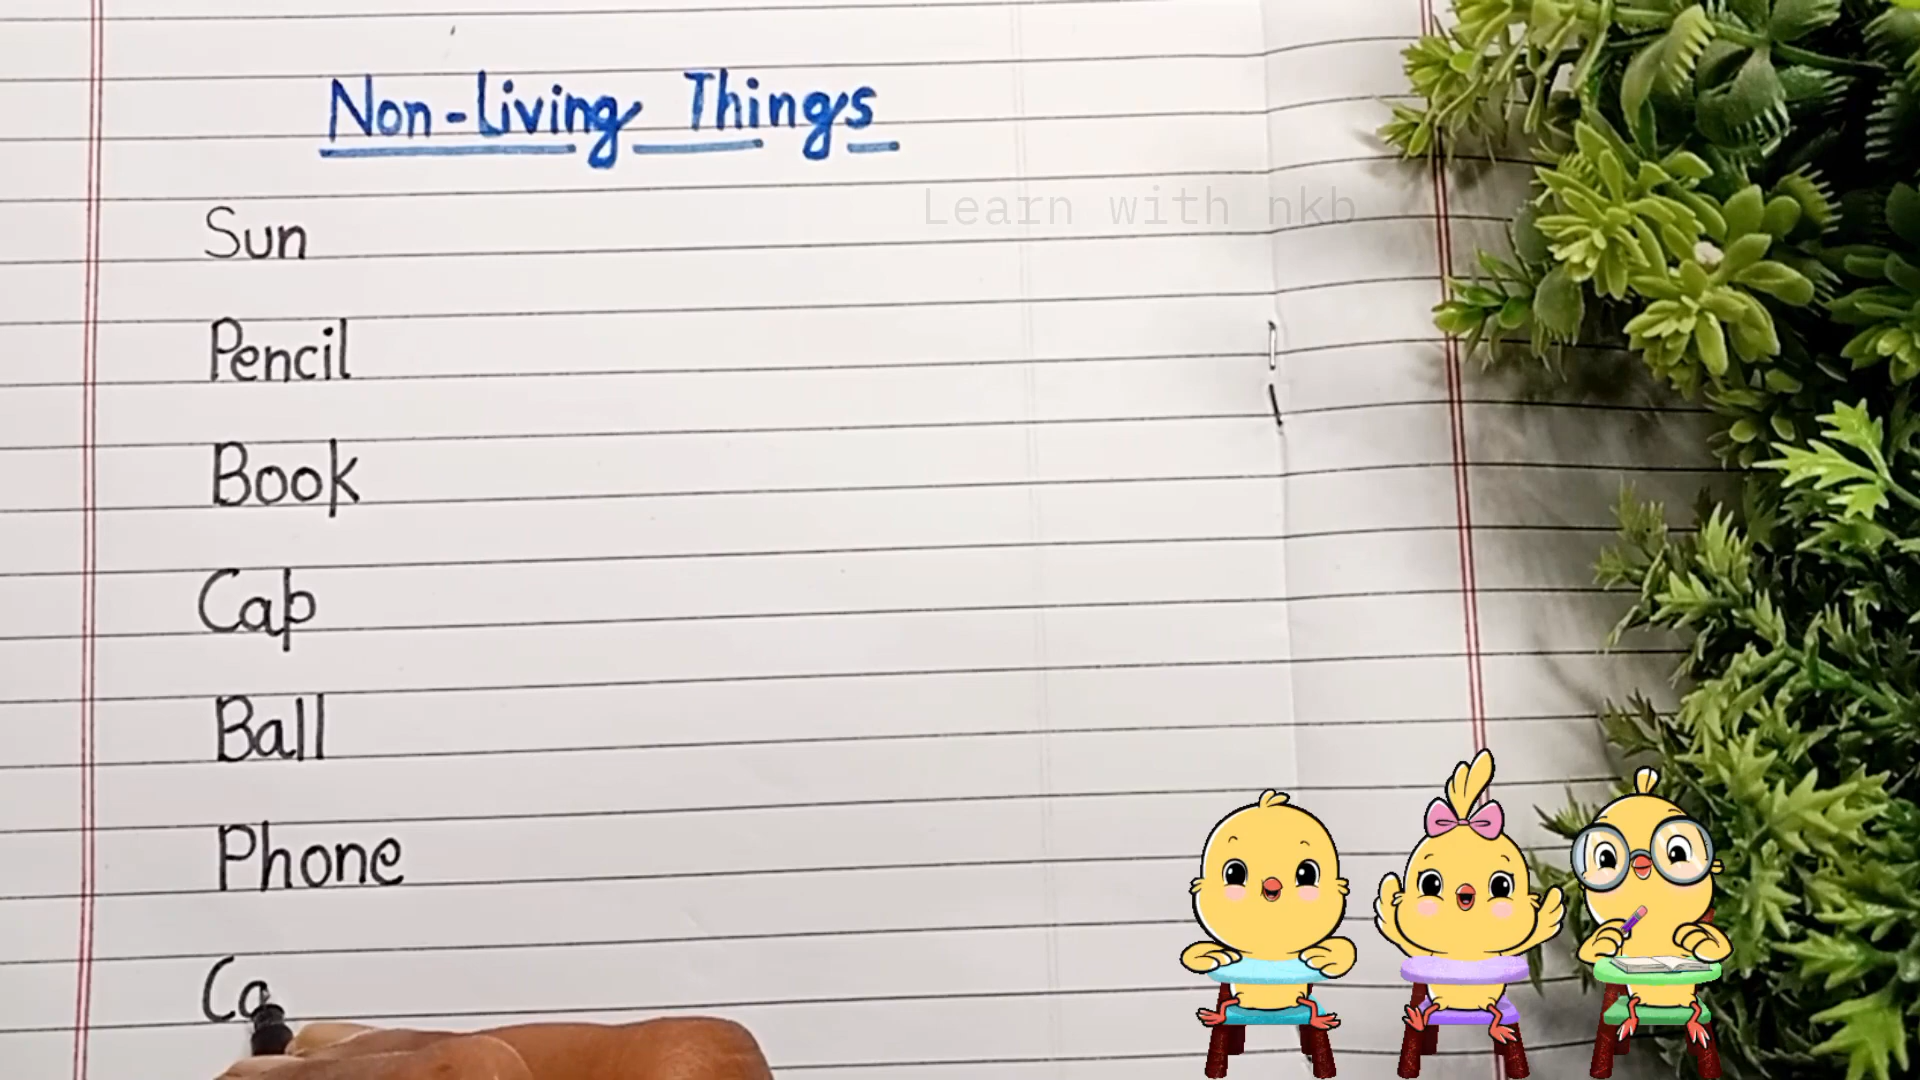 Non-Living Things
Learn with nkb
Sun
Pencil
Book
Cap
Ball
Phone
Ca